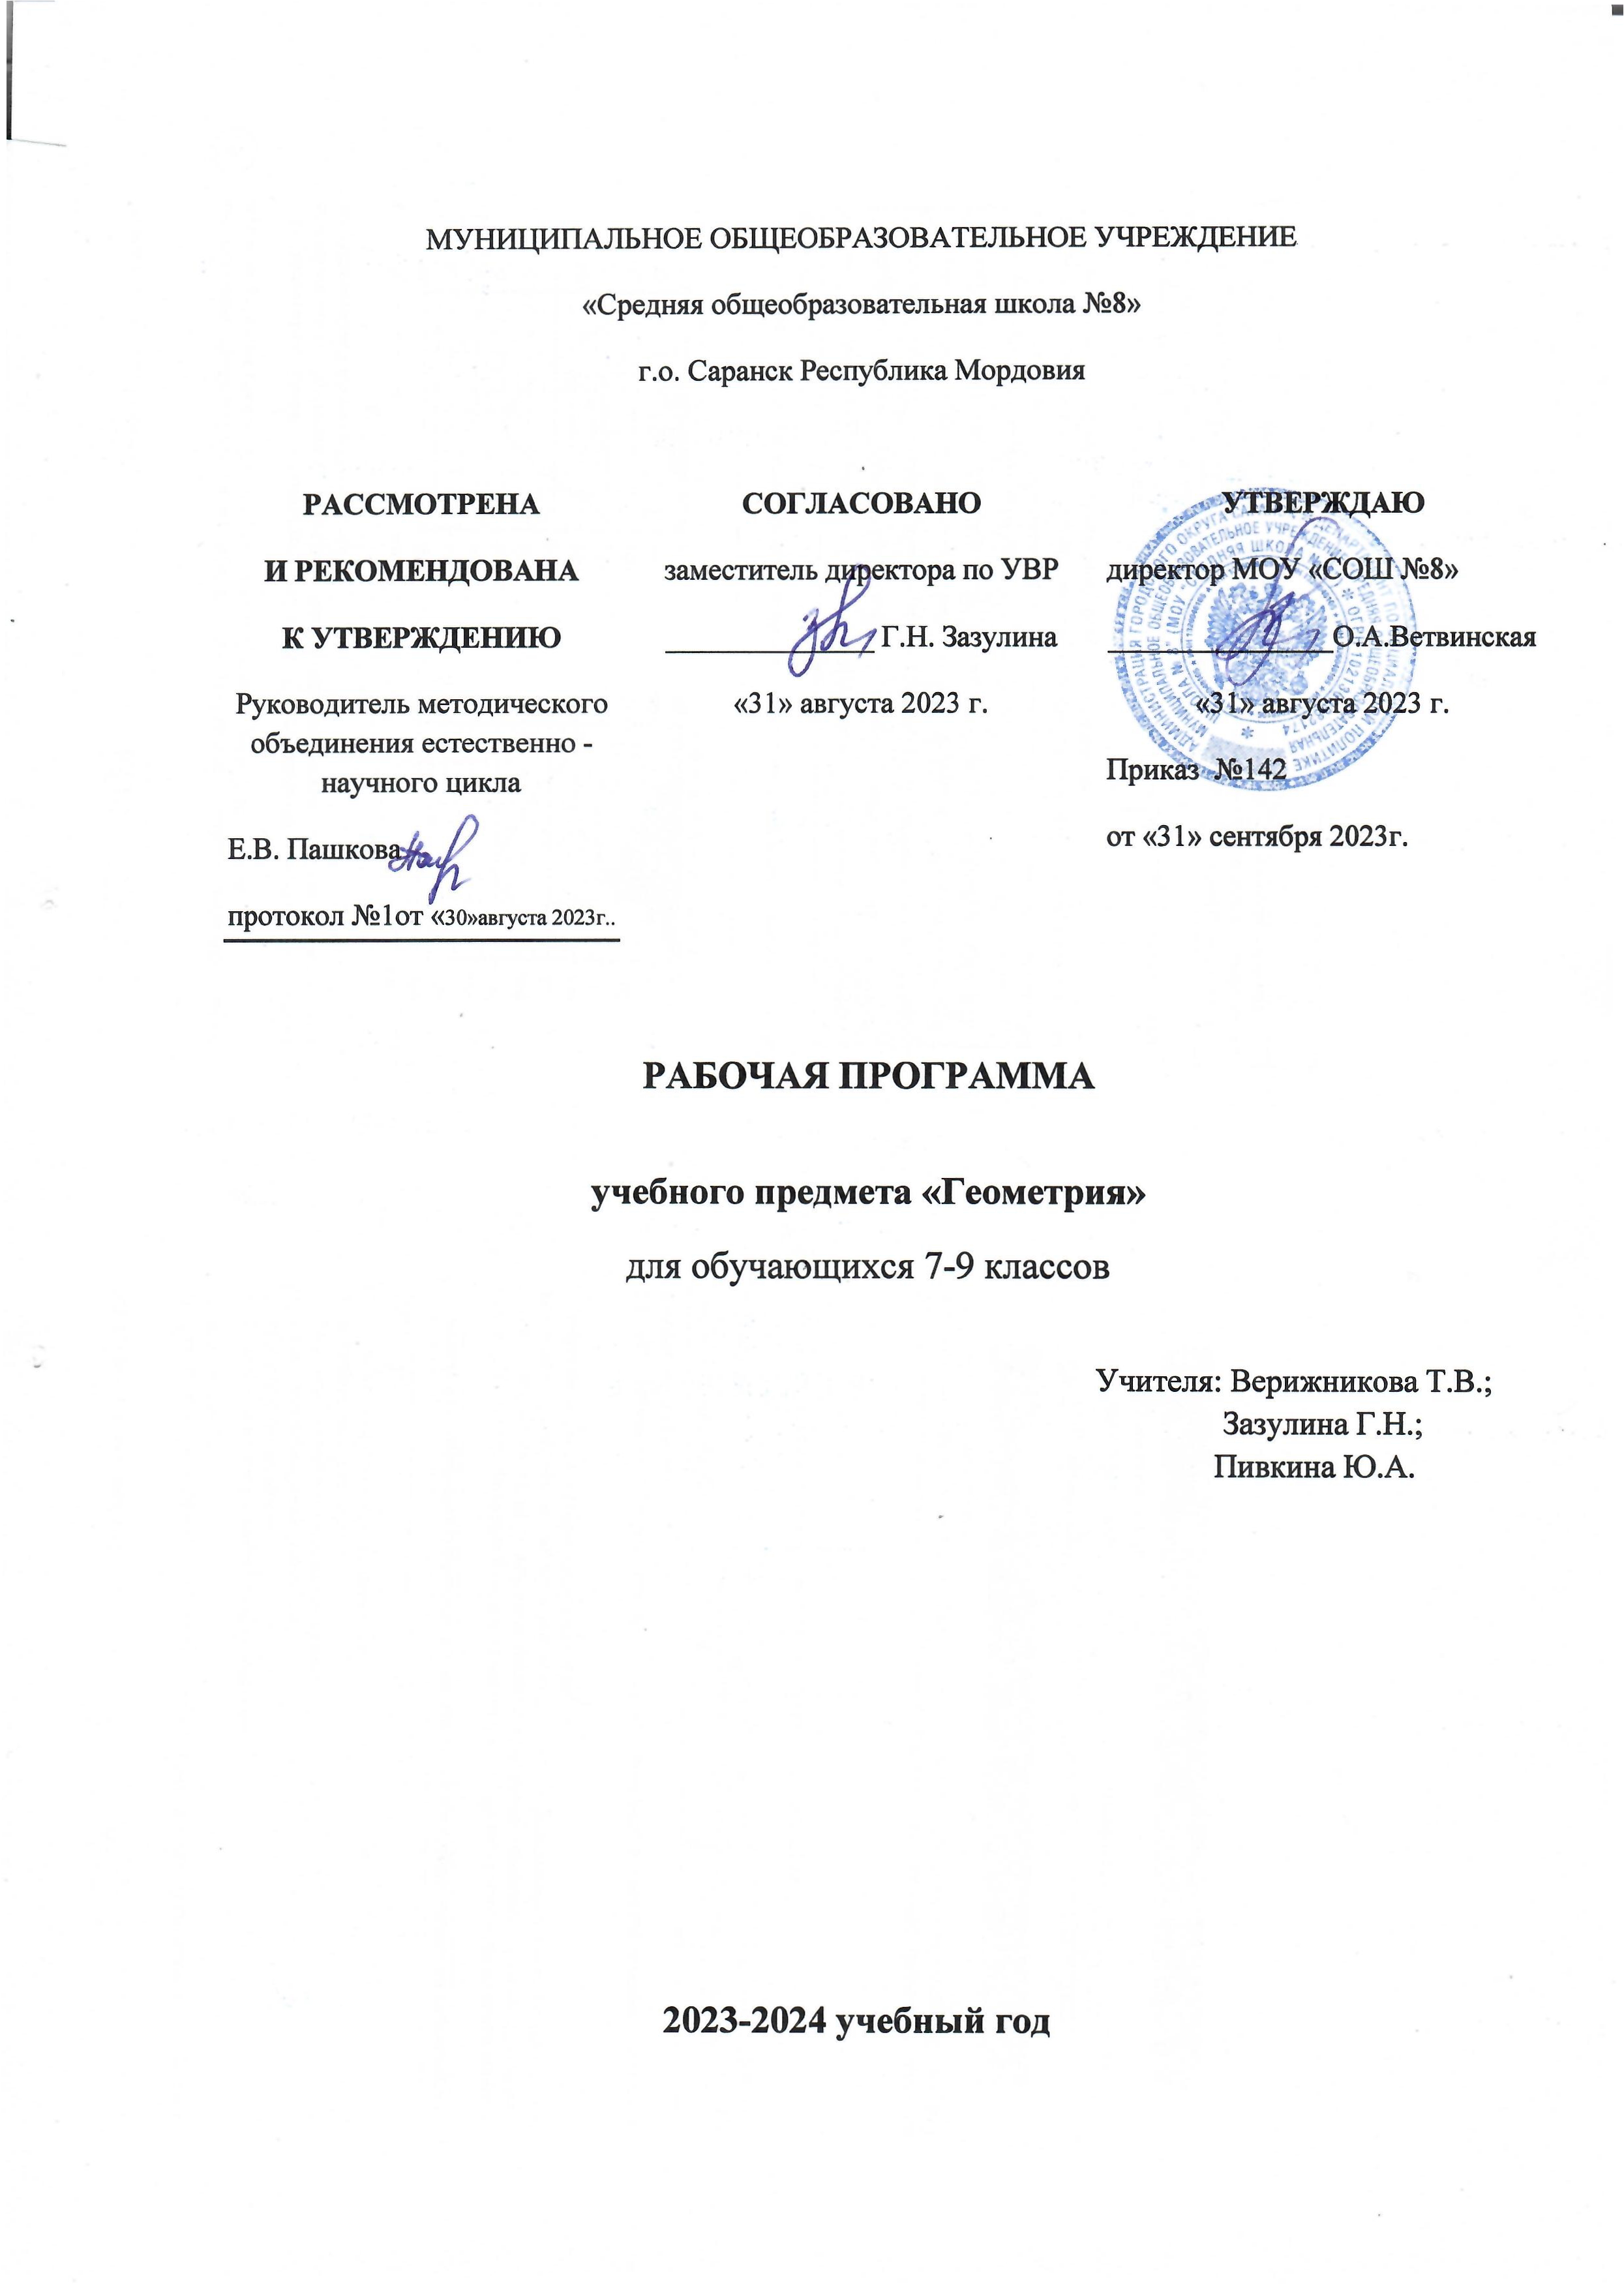 МУНИЦИПАЛЬНОЕ ОБЩЕОБРАЗОВАТЕЛЬНОЕ УЧРЕЖДЕНИЕ
«Средняя общеобразовательная школа №8»
г.о. Саранск Республика Мордовия
РАССМОТРЕНА
И РЕКОМЕНДОВАНА
К УТВЕРЖДЕНИЮ
Руководитель методического
объединения естественно -
научного цикла
Е.В. Пашкова
протокол №1от «30»августа 2023г..
СОГЛАСОВАНО
заместитель директора по УВР
Г.Н. Зазулина
«31» августа 2023 г.
УТВЕРЖДАЮ
директор МОУ «СОШ №8»
О.А.Ветвинская
«31» августа 2023 г.
Приказ №142
от «31» сентября 2023г.
РАБОЧАЯ ПРОГРАММА
учебного предмета «Геометрия»
для обучающихся 7-9 классов
Учителя: Верижникова Т.В.;
Зазулина Г.Н.;
Пивкина Ю.А.
2023-2024 учебный год